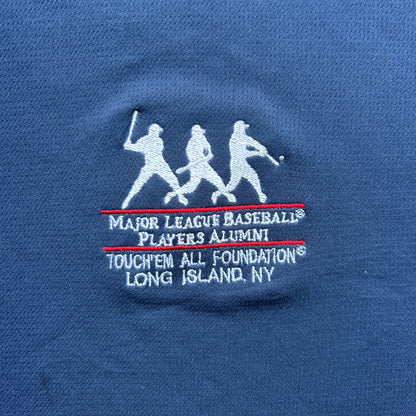 MAJOR LEAGUE BASEBALL®
PLAYERS ALUMNI
TOUCH'EM ALL FOUNDATION®
LONG ISLAND, NY